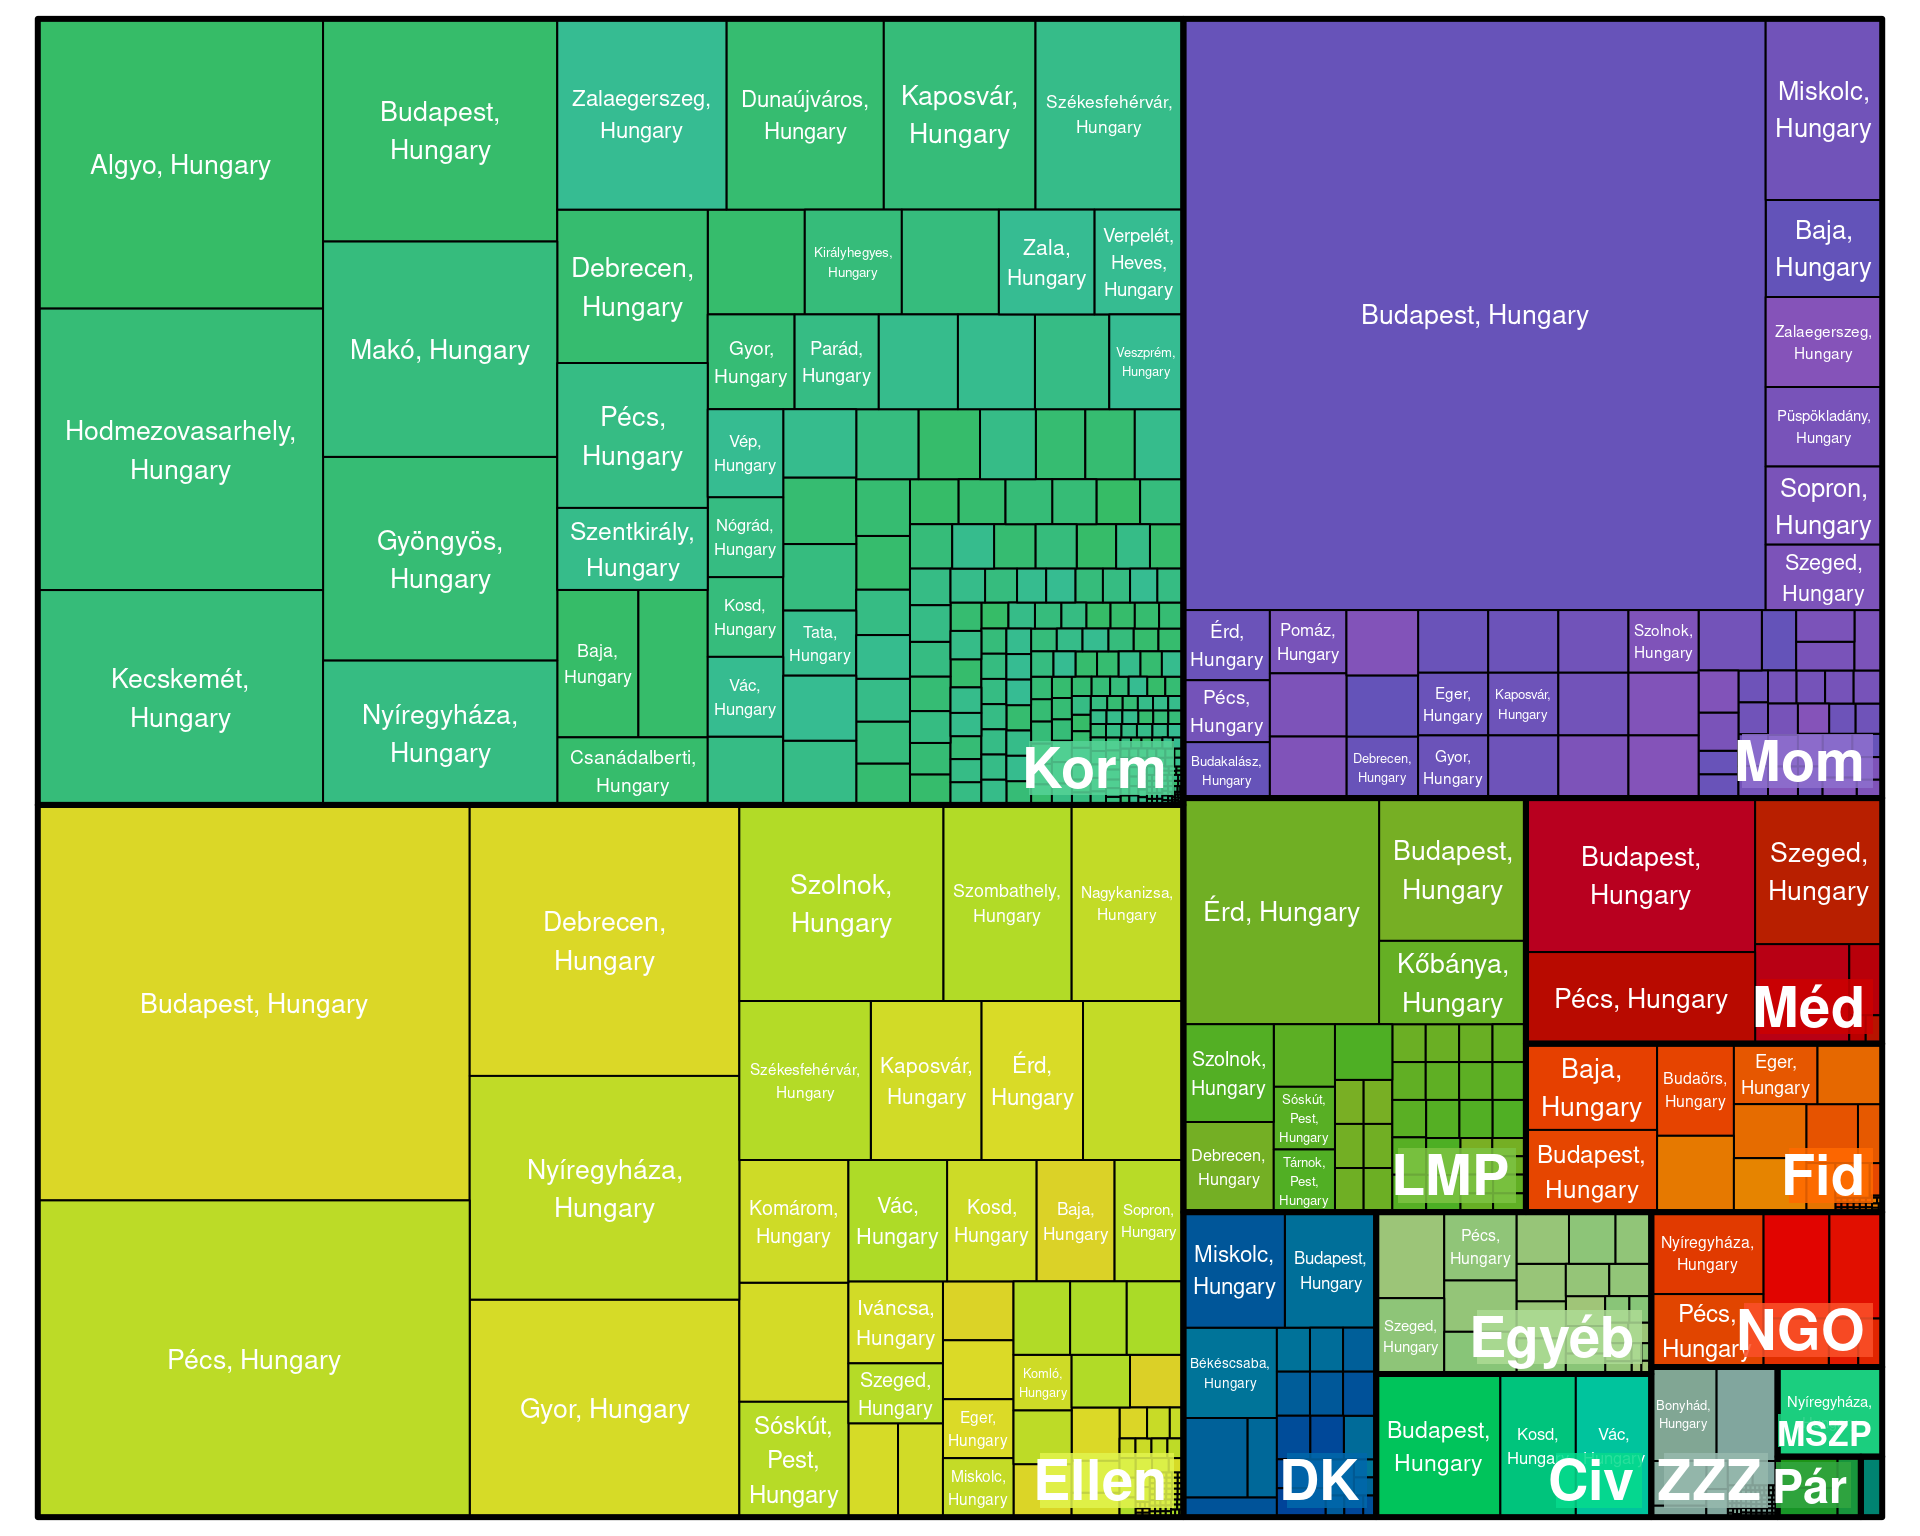 Algyo, Hungary
Hodmezovasarhely,
Hungary
Kecskemét,
Hungary
Budapest,
Hungary
Makó, Hungary
Gyöngyös,
Hungary
Nyíregyháza,
Hungary
Zalaegerszeg,
Hungary
Dunaújváros,
Hungary
Kaposvár,
Hungary
Székesfehérvár,
Hungary
Debrecen,
Hungary
Pécs,
Hungary
Szentkirály,
Hungary
Baja,
Hungary
Csanádalberti,
Hungary
Királyhegyes,
Hungary
Zala,
Hungary
Verpelét,
Heves,
Hungary
Gyor,
Hungary
Parád,
Hungary
Veszprém,
Hungary
Vép,
Hungary
Nógrád,
Hungary
Kosd,
Hungary
Vác,
Hungary
Tata,
Hungary
Korm
Budapest, Hungary
Miskolc,
Hungary
Baja,
Hungary
Zalaegerszeg,
Hungary
Püspökladány,
Hungary
Sopron,
Hungary
Szeged,
Hungary
Érd,
Hungary
Pécs,
Hungary
Budakalász,
Hungary
Pomáz,
Hungary
Debrecen,
Hungary
Eger,
Hungary
Gyor,
Hungary
Kaposvár,
Hungary
Szolnok,
Hungary
Mom
Budapest, Hungary
Pécs, Hungary
Debrecen,
Hungary
Nyíregyháza,
Hungary
Gyor, Hungary
Szolnok,
Hungary
Szombathely,
Hungary
Nagykanizsa,
Hungary
Székesfehérvár,
Hungary
Kaposvár,
Hungary
Érd,
Hungary
Komárom,
Hungary
Vác,
Hungary
Kosd,
Hungary
Baja,
Hungary
Sopron,
Hungary
Sóskút,
Pest,
Hungary
Iváncsa,
Hungary
Szeged,
Hungary
Eger,
Hungary
Miskolc,
Hungary
Komló,
Hungary
Ellen
Érd, Hungary
Budapest,
Hungary
Kőbánya,
Hungary
Szolnok,
Hungary
Debrecen,
Hungary
Sóskút,
Pest,
Hungary
Tárnok,
Pest,
Hungary
LMP
Budapest,
Hungary
Pécs, Hungary
Szeged,
Hungary
Méd
Baja,
Hungary
Budapest,
Hungary
Budaörs,
Hungary
Eger,
Hungary
Fid
Miskolc,
Hungary
Budapest,
Hungary
Békéscsaba,
Hungary
DK
Szeged,
Hungary
Pécs,
Hungary
Egyéb
Nyíregyháza,
Hungary
Pécs,
Hungary
NGO
Budapest,
Hungary
Kosd,
Hungary
Vác,
Hungary
Civ
Bonyhád,
Hungary
ZZZ
Nyíregyháza,
MSZP
Pár